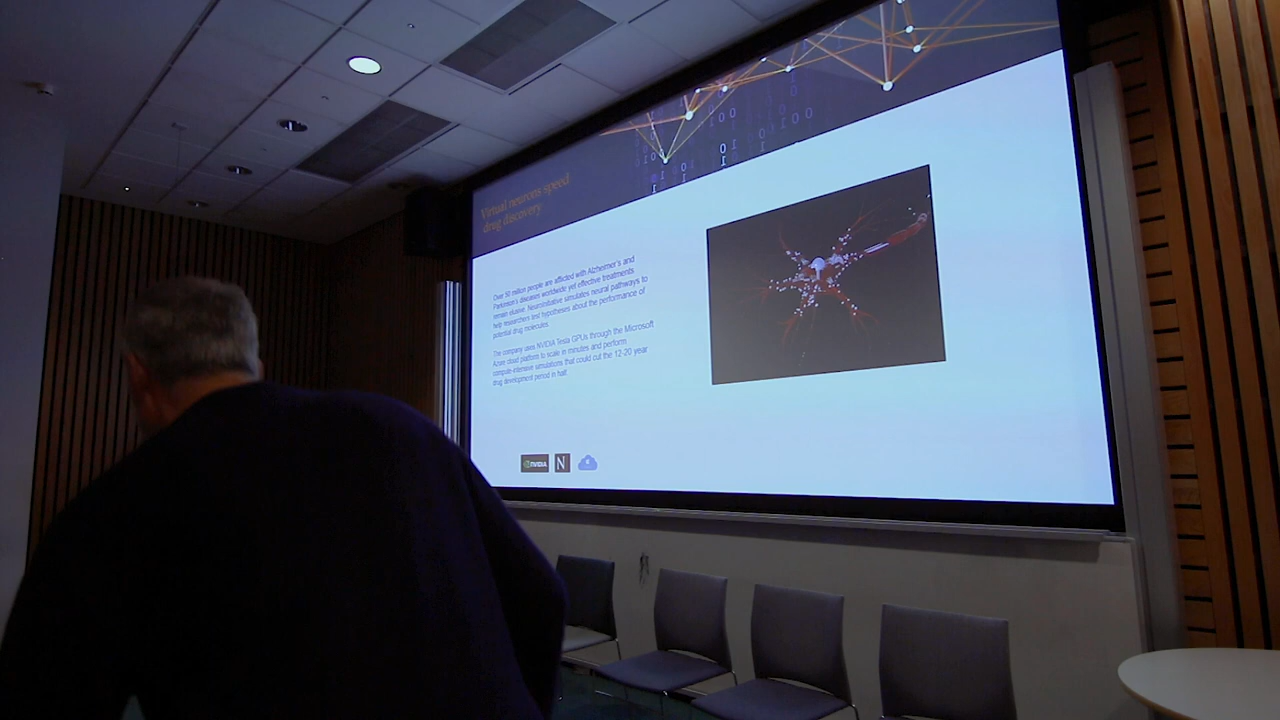 Virtual neurons speed
drug discovery
Over 50 million people are afflicted with Alzheimer's and
Parkinson's diseases worldwide yet effective treatments
remain elusive. NeuroInitiative simulates neural pathways to
help researchers test hypotheses about the performance of
potential drug molecules.
The company uses NVIDIA Tesla GPUs through the Microsoft
Azure cloud platform to scale in minutes and perform
compute-intensive simulations that could cut the 12-20 year
drug development period in half.
NVIDIA
N